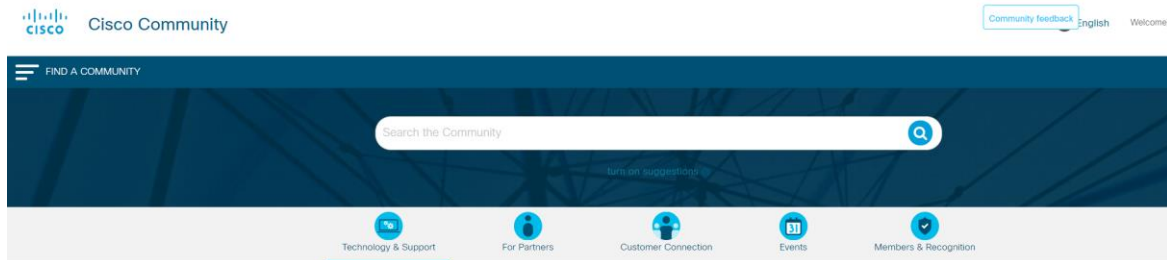 CISCO
Cisco Community
Community feedback
English
Welcome
FIND A COMMUNITY
Search the Community
turn on suggestions
31
Technology & Support
For Partners
Customer Connection
Events
Members & Recognition